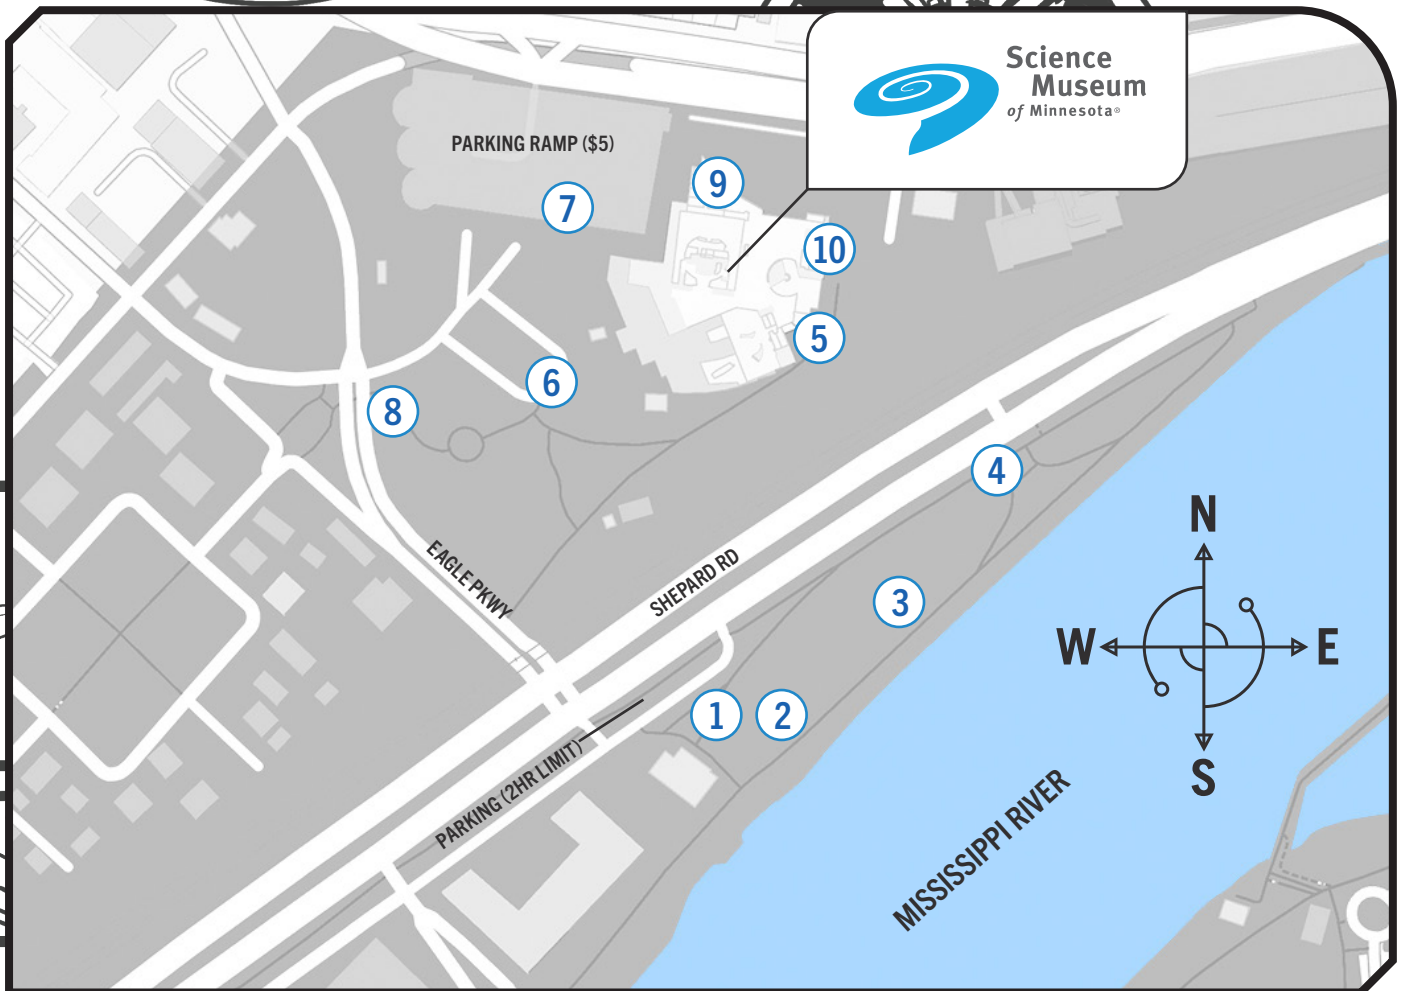 Science
Museum
of Minnesota®
PARKING RAMP ($5)
9
7
10
5
6
8
4
N
EAGLE PKWY
SHEPARD RD
3
W
E
1
2
S
PARKING (2HR LIMIT)
MISSISSIPPI RIVER